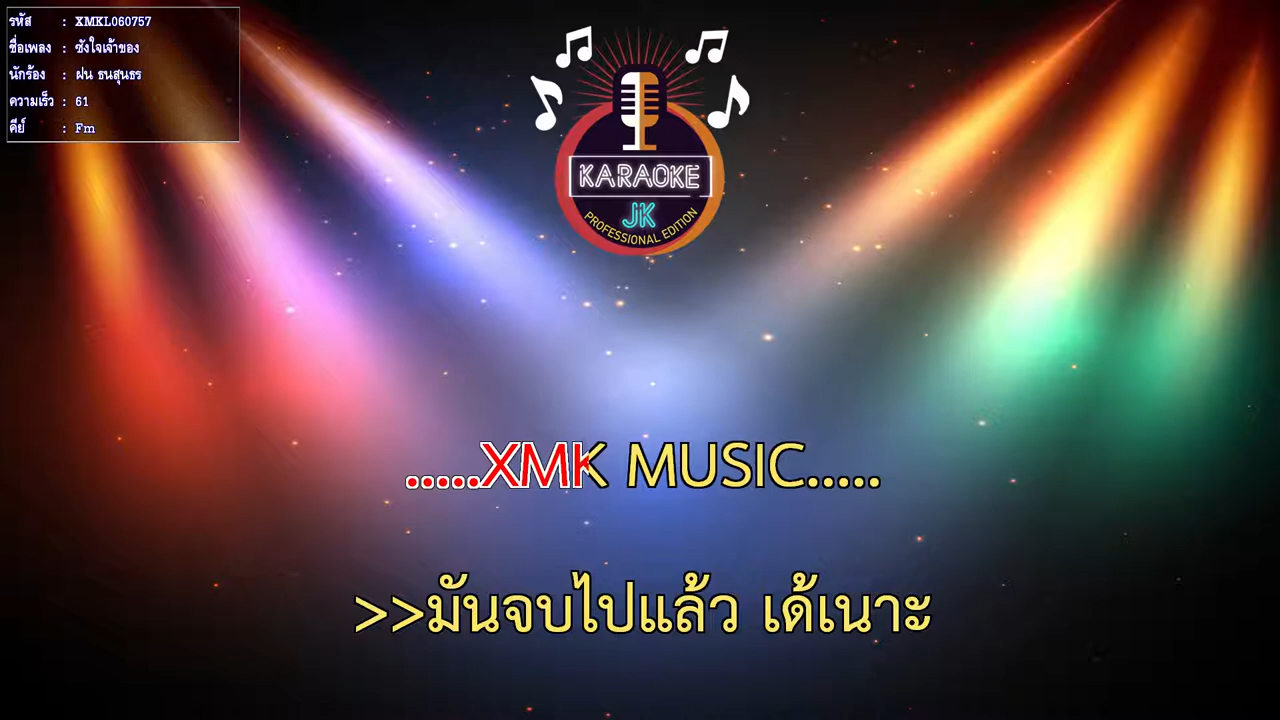 รหัส : XMKL060757
ชื่อเพลง : ซังใจเจ้าของ
นักร้อง : ฝน ธนสุนธร
ความเร็ว : 61
คีย์ : Fm
KARAOKE
JK
PROFESSIONAL EDITION
.....XMK MUSIC.....
>>มันจบไปแล้ว เด้เนาะ